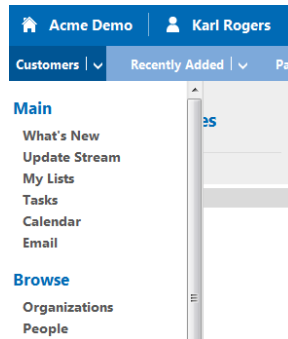 Acme Demo Karl Rogers
Customers Recently Added
Main
What's New
Update Stream
My Lists
Tasks
Calendar
Email
Browse
Organizations
People